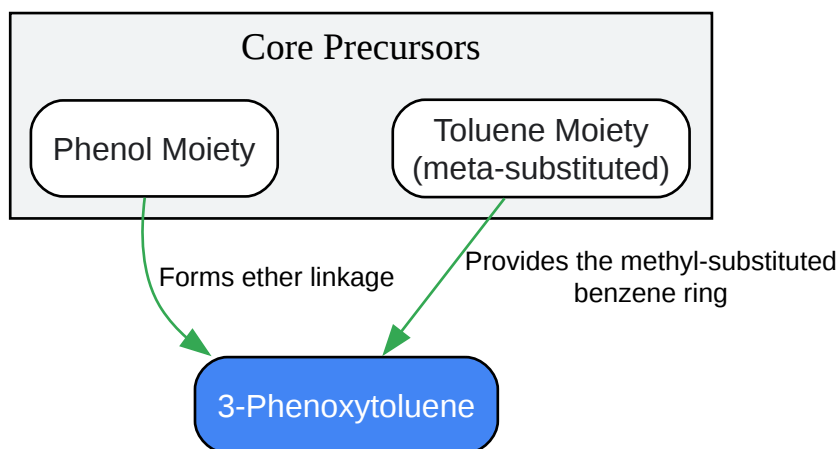 Core Precursors
Phenol Moiety
Toluene Moiety
(meta-substituted)
Forms ether linkage
Provides the methyl-substituted
benzene ring
3-Phenoxytoluene